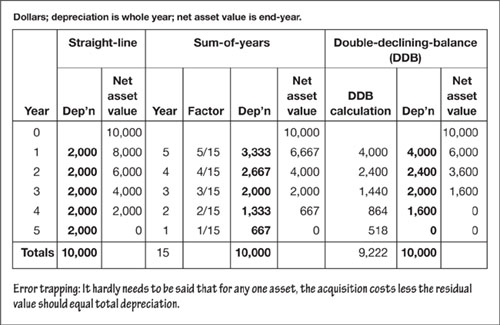 Dollars; depreciation is whole year; net asset value is end-year.
Straight-line Sum-of-years Double-declining-balance
(DDB)
Net Net Net
asset asset DDB asset
Year Dep'n value Year Factor Dep'n value calculation Dep'n value
0 10,000 10,000 10,000
1 2,000 8,000 5 5/15 3,333 6,667 4,000 4,000 6,000
2 2,000 6,000 4 4/15 2,667 4,000 2,400 2,400 3,600
3 2,000 4,000 3 3/15 2,000 2,000 1,440 2,000 1,600
4 2,000 2,000 2 2/15 1,333 667 864 1,600 0
5 2,000 0 1 1/15 667 0 518 0 0
Totals 10,000 15 10,000 9,222 10,000
Error trapping: It hardly needs to be said that for any one asset, the acquisition costs less the residual
value should equal total depreciation.